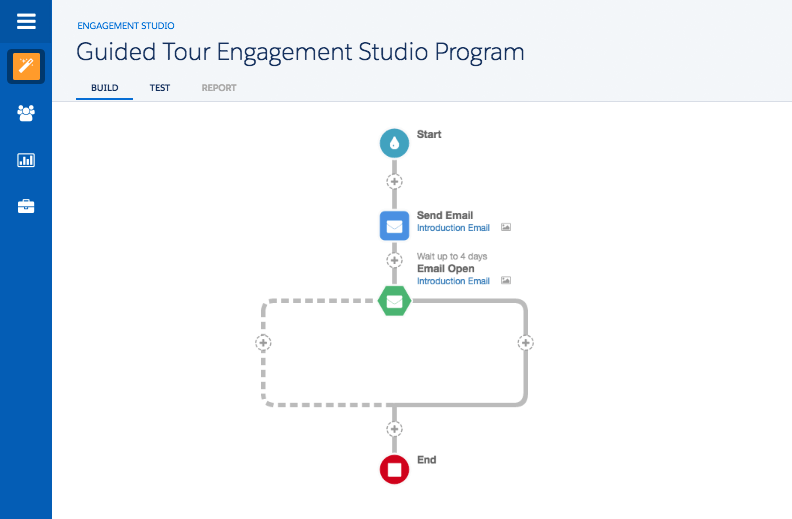 ENGAGEMENT STUDIO
Guided Tour Engagement Studio Program
BUILD TEST REPORT
Start
Send Email
Introduction Email
Wait up to 4 days
Email Open
Introduction Email
End